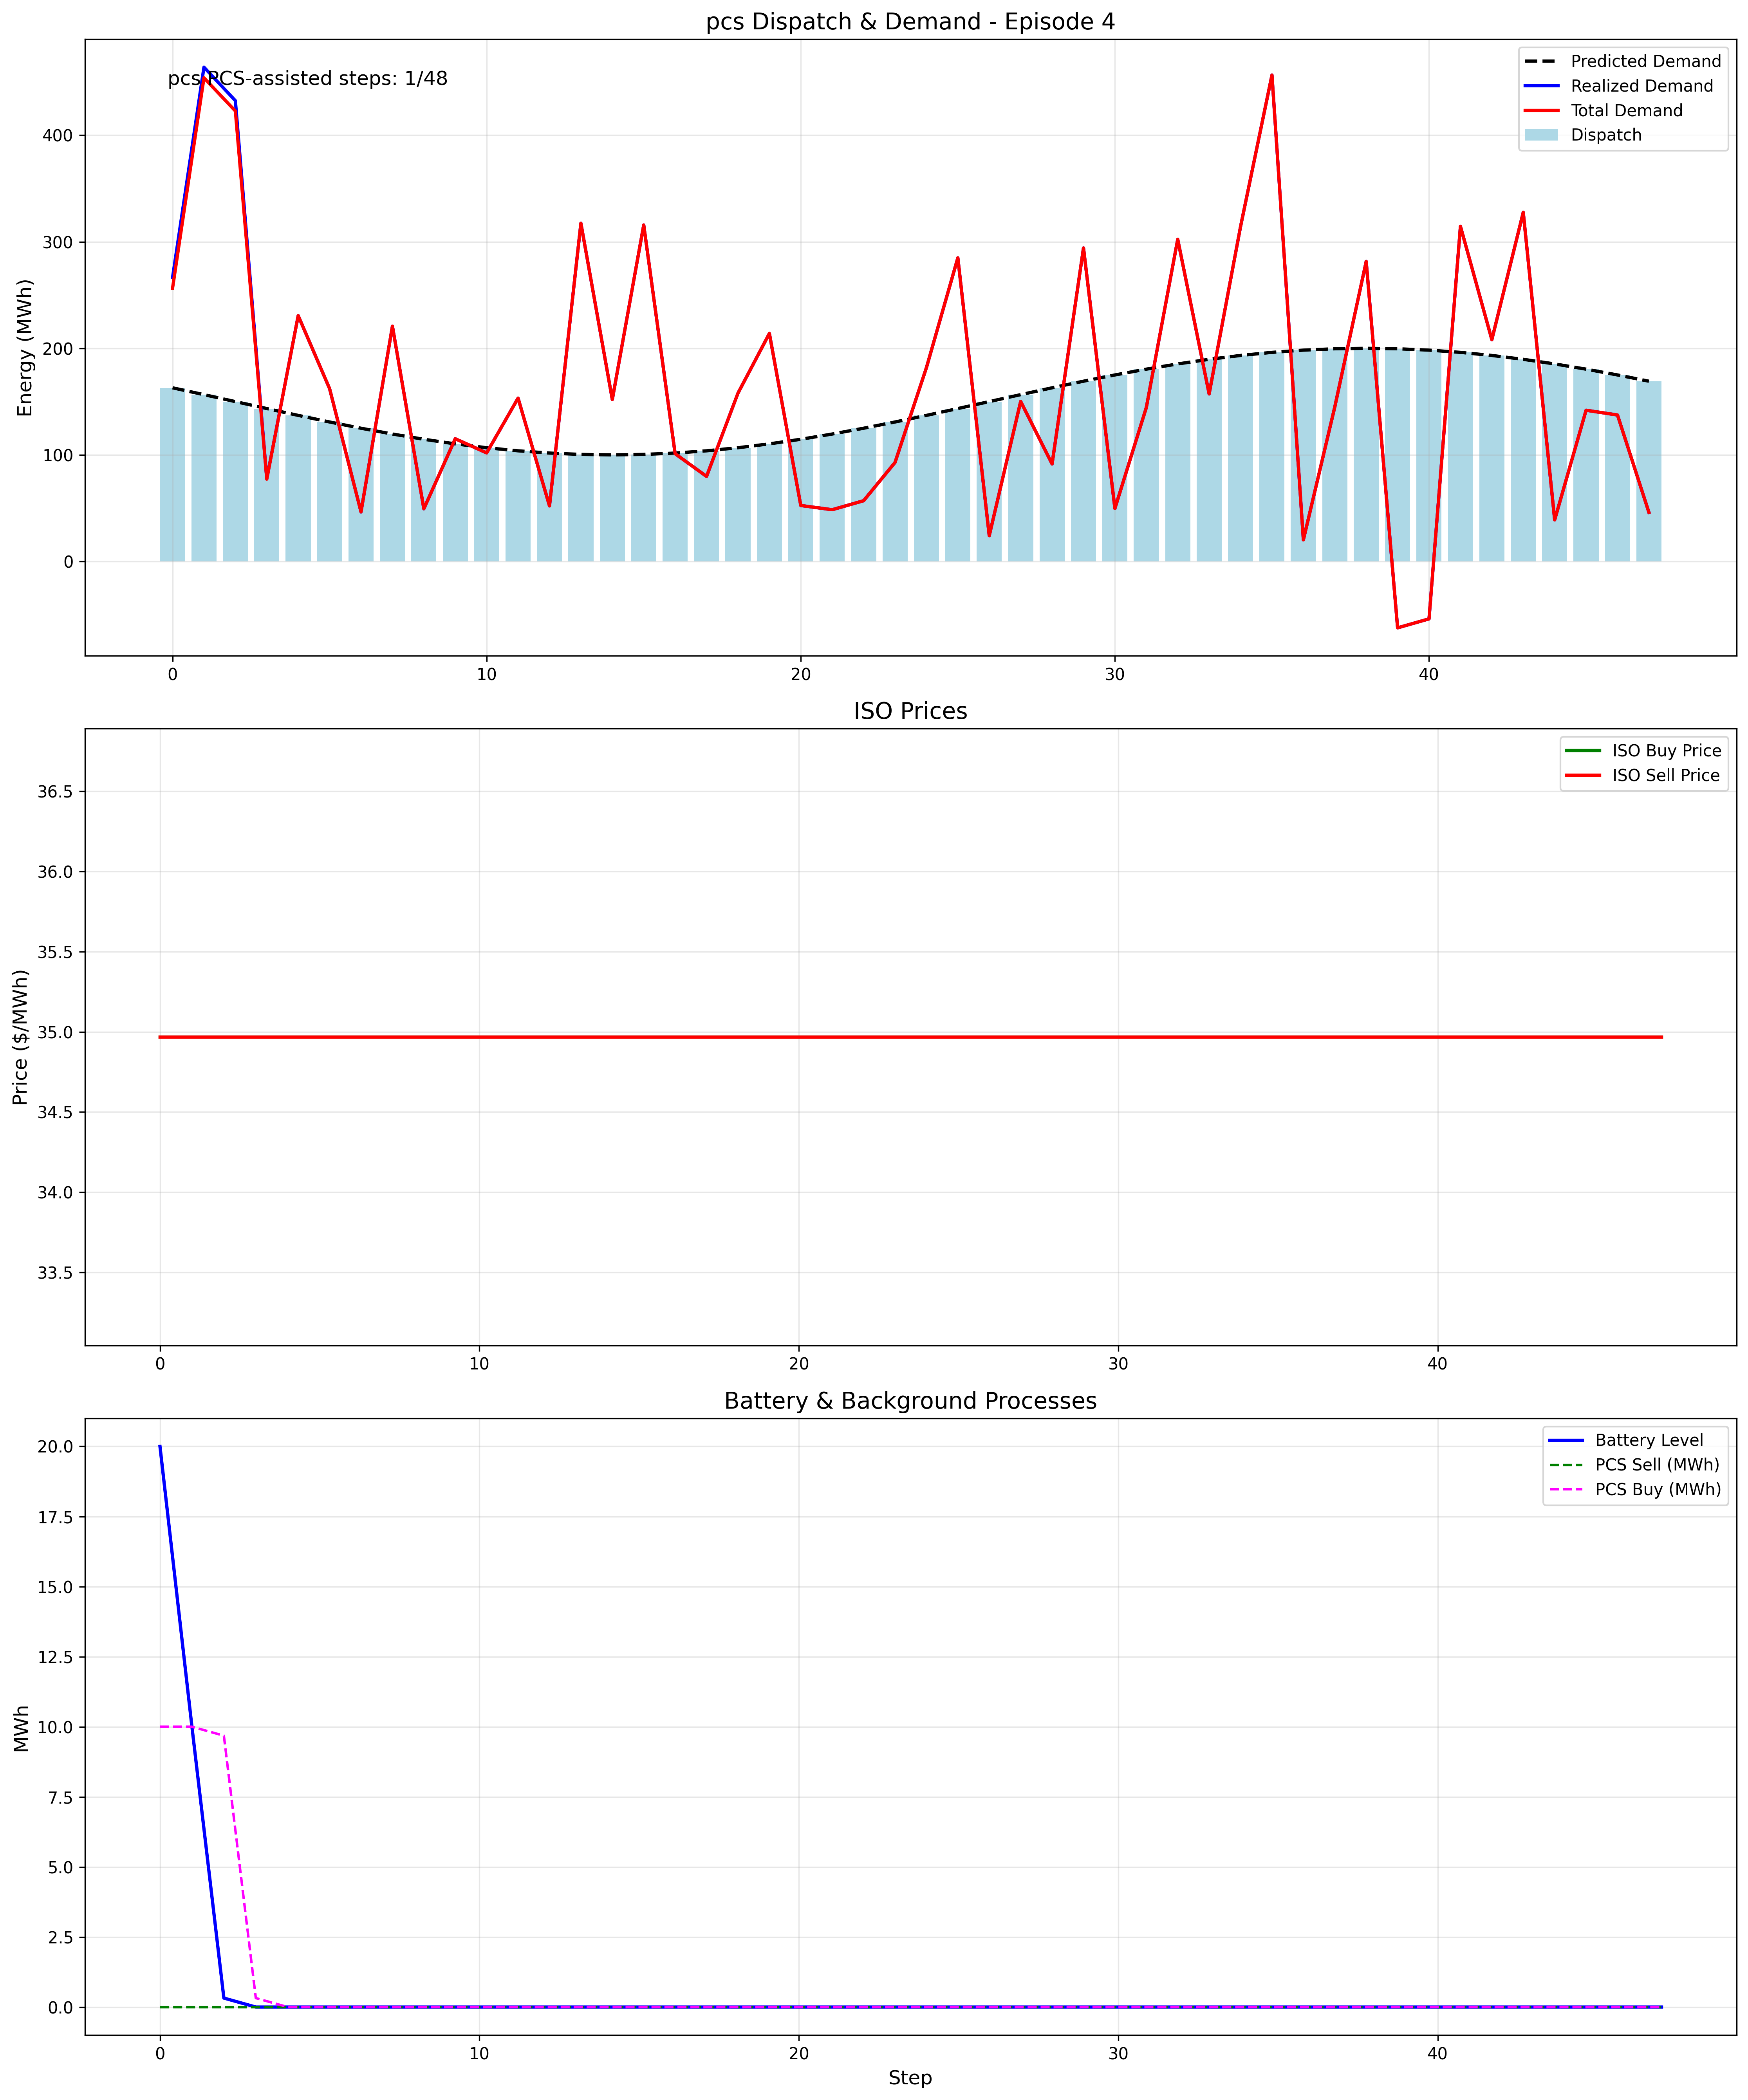 pcs Dispatch & Demand - Episode 4
pcs PCS-assisted steps: 1/48
Predicted Demand
Realized Demand
Total Demand
Dispatch
Energy (MWh)
400
300
200
100
0
0 10 20 30 40
ISO Prices
ISO Buy Price
ISO Sell Price
Price ($/MWh)
36.5
36.0
35.5
35.0
34.5
34.0
33.5
0 10 20 30 40
Battery & Background Processes
Battery Level
PCS Sell (MWh)
PCS Buy (MWh)
MWh
20.0
17.5
15.0
12.5
10.0
7.5
5.0
2.5
0.0
0 10 20 30 40
Step